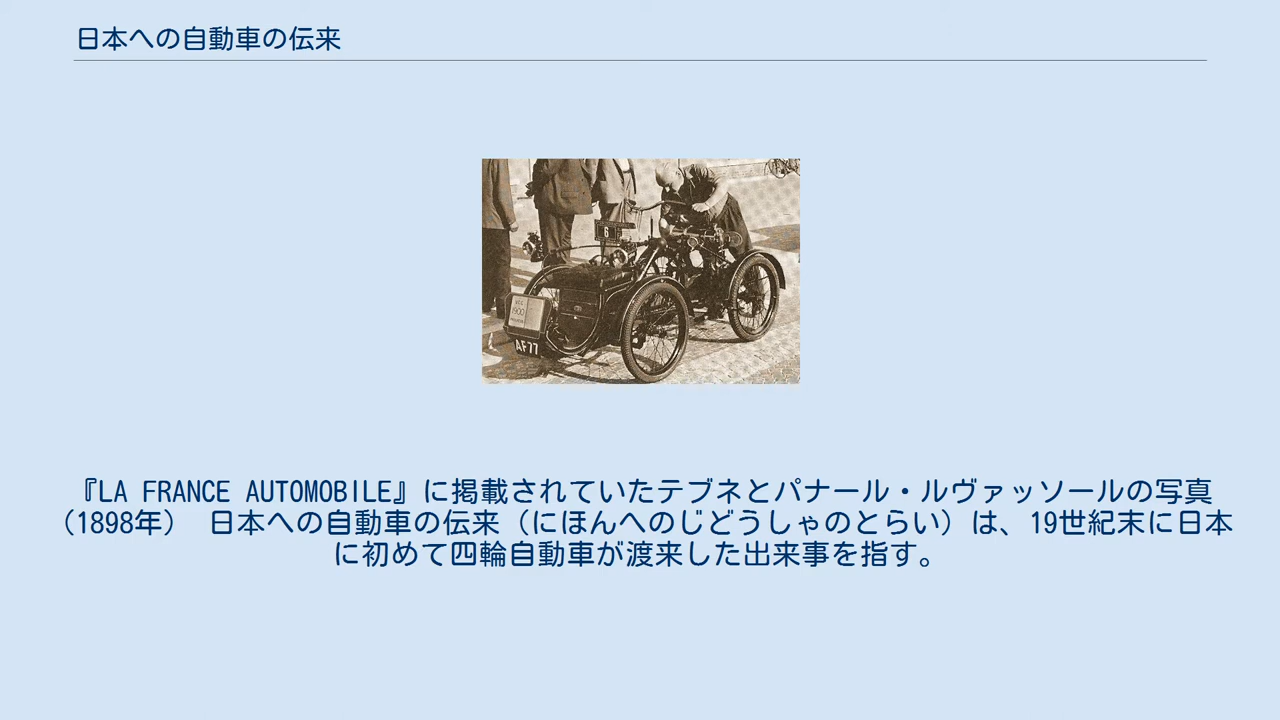 日本への自動車の伝来
6
1900
AF77
『LA FRANCE AUTOMOBILE』に掲載されていたテブネとパナール・ルヴァッソールの写真
（1898年） 日本への自動車の伝来（にほんへのじどうしゃのとらい）は、19世紀末に日本
に初めて四輪自動車が渡来した出来事を指す。